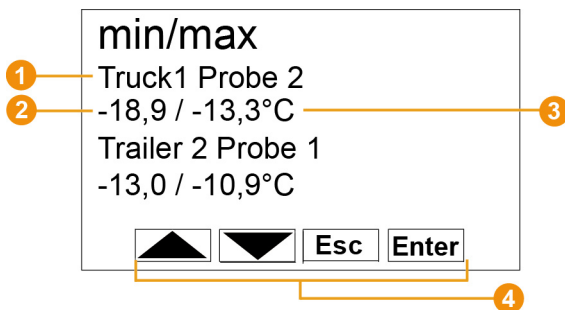 min/max
1 Truck1 Probe 2
2 -18,9 / -13,3°C 3
Trailer 2 Probe 1
-13,0 / -10,9°C
Esc Enter
4